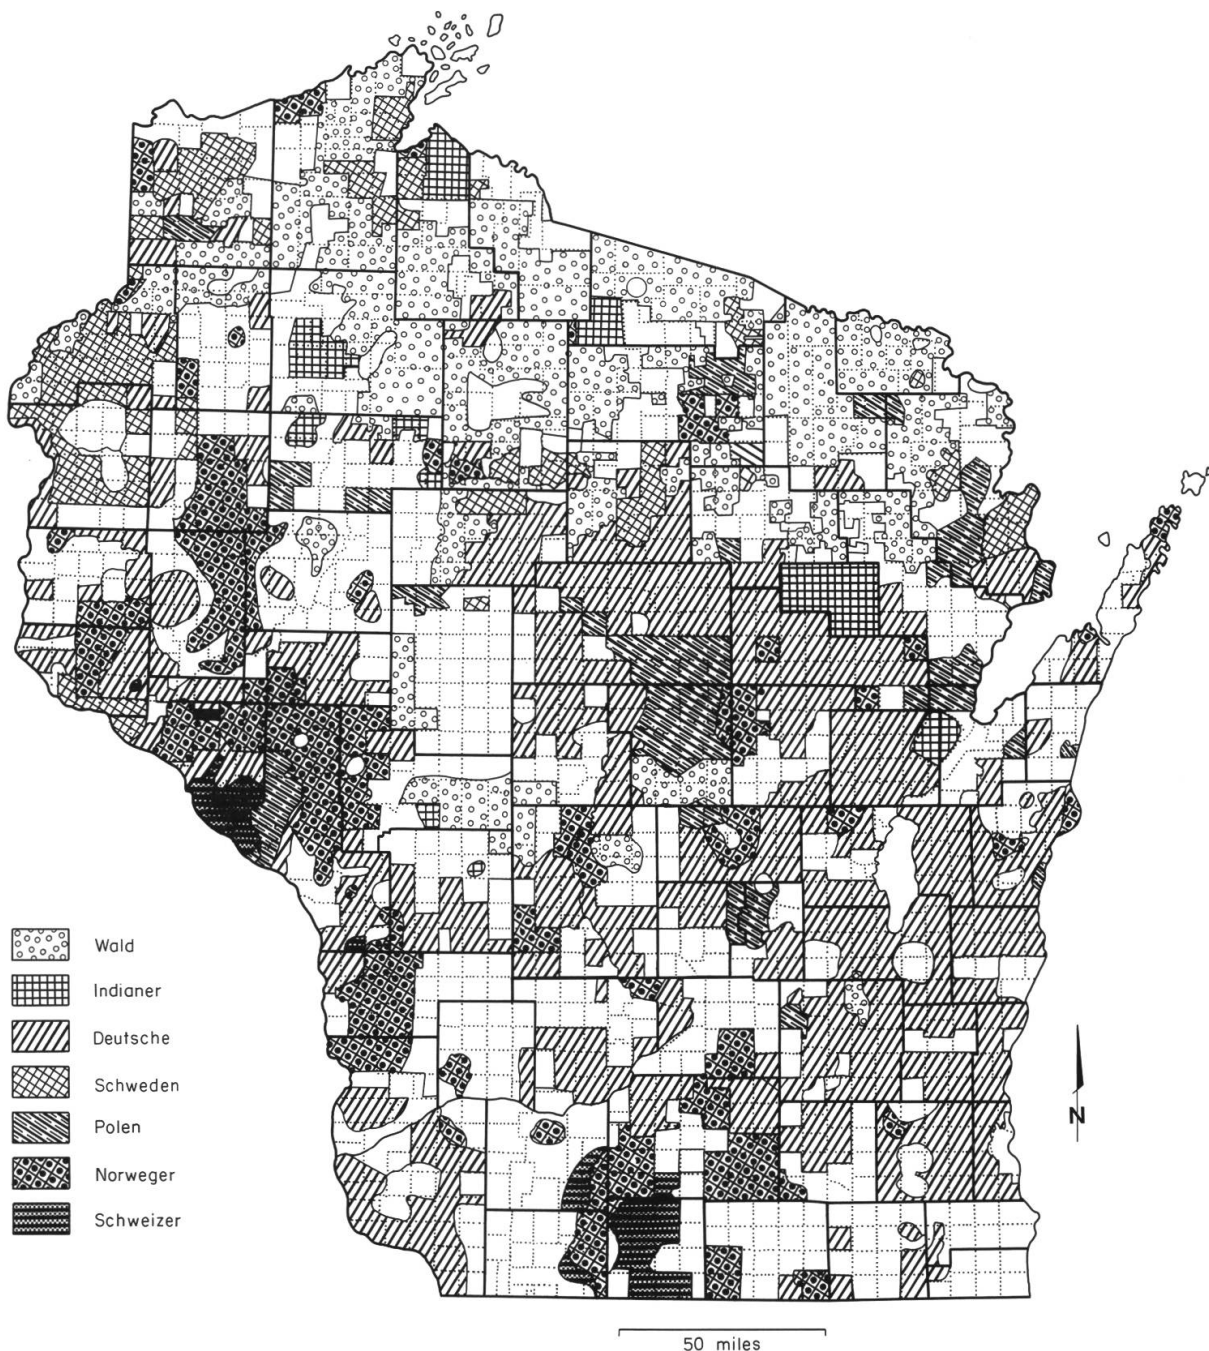 Wald
Indianer
Deutsche
Schweden
Polen
Norweger
Schweizer
N
50 miles